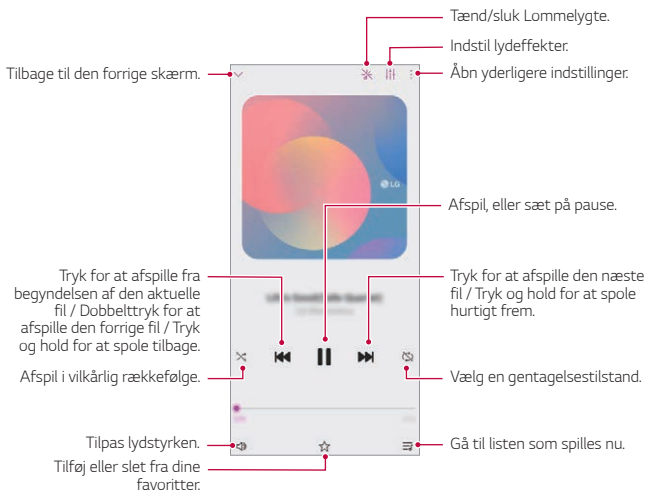 Tænd/sluk Lommelygte.
Indstil lydeffekter.
Tilbage til den forrige skærm.
Åbn yderligere indstillinger.
LG
Afspil, eller sæt på pause.
Tryk for at afspille fra
begyndelsen af den aktuelle
fil / Dobbelttryk for at
afspille den forrige fil / Tryk
og hold for at spole tilbage.
Tryk for at afspille den næste
fil / Tryk og hold for at spole
hurtigt frem.
Afspil i vilkårlig rækkefølge.
Vælg en gentagelsestilstand.
Tilpas lydstyrken.
Gå til listen som spilles nu.
Tilføj eller slet fra dine
favoritter.